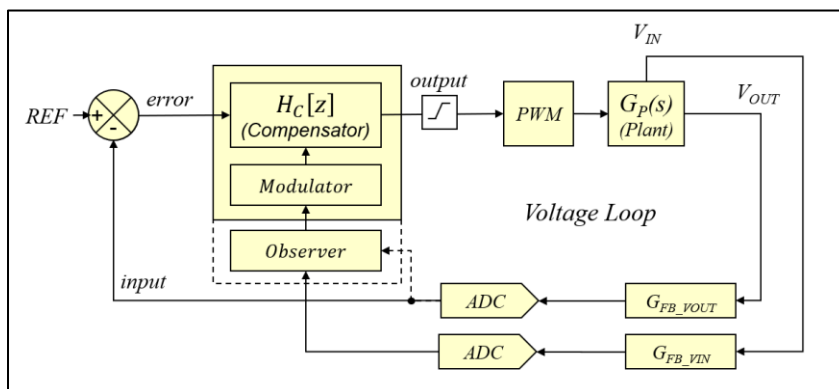 V_IN
output
V_OUT
REF
+
-
error
H_C[z]
(Compensator)
PWM
G_P(s)
(Plant)
Modulator
Voltage Loop
Observer
input
ADC
G_FB_VOUT
ADC
G_FB_VIN